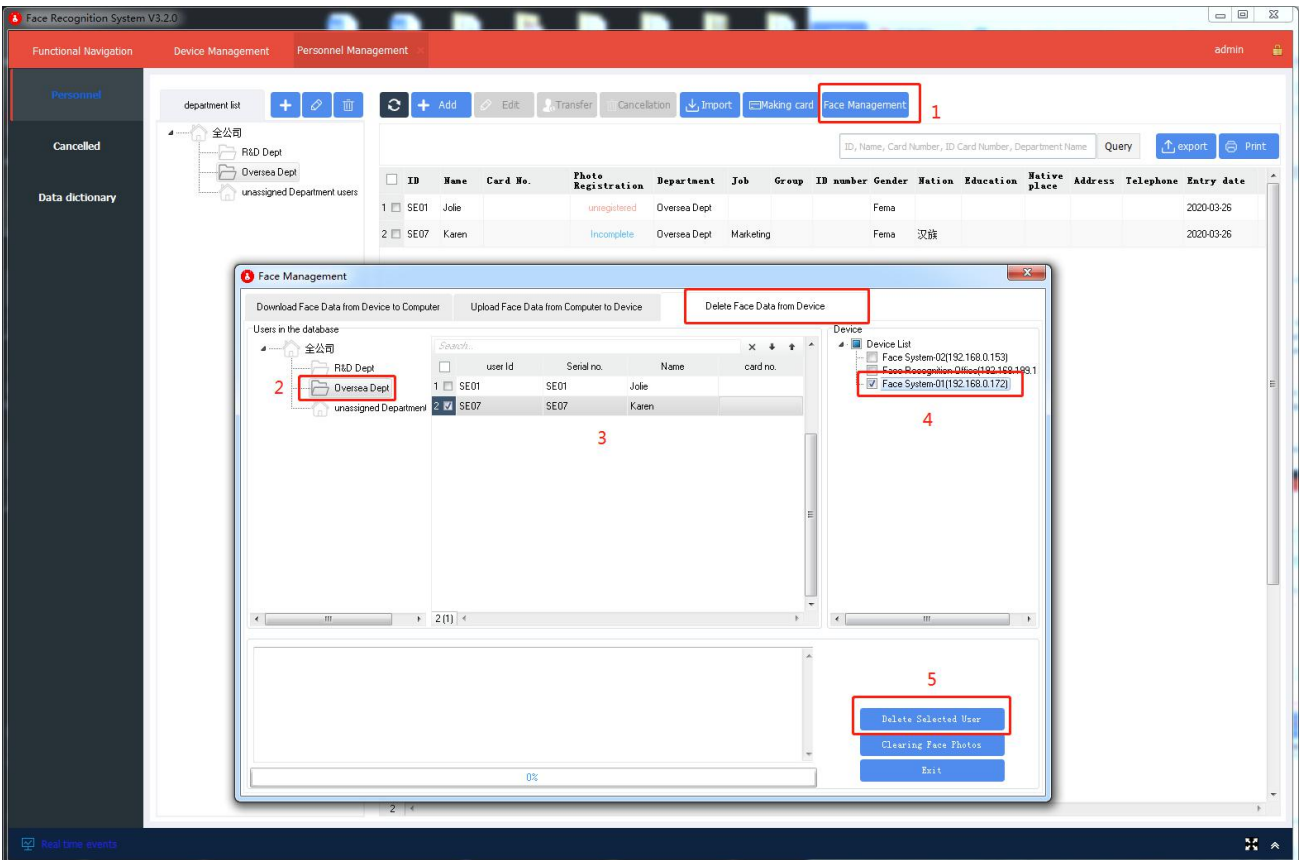 Face Recognition System V3.2.0
Functional Navigation Device Management Personnel Management × admin
Personnel
Cancelled
Data dictionary
department list
Add Edit Transfer Cancellation Import Making card Face Management 1
全公司
R&D Dept
Oversea Dept
unassigned Department users
ID, Name, Card Number, ID Card Number, Department Name Query export Print
ID Name Card No. Photo Registration Department Job Group ID number Gender Nation Education Native place Address Telephone Entry date
1 SE01 Jolie unregistered Oversea Dept Fema 2020-03-26
2 SE07 Karen Incomplete Oversea Dept Marketing Fema 汉族 2020-03-26
Face Management
Download Face Data from Device to Computer Upload Face Data from Computer to Device Delete Face Data from Device
Users in the database
全公司
R&D Dept
2 Oversea Dept
unassigned Department
Search...
user Id Serial no. Name card no.
1 SE01 SE01 Jolie
2 SE07 SE07 Karen
3
2 (1)
Device
Device List
Face System-02(192.168.0.153)
Face Recognition Office(192.168.199.1
Face System-01(192.168.0.172)
4
5
Delete Selected User
Clearing Face Photos
Exit
0%
2
Real time events